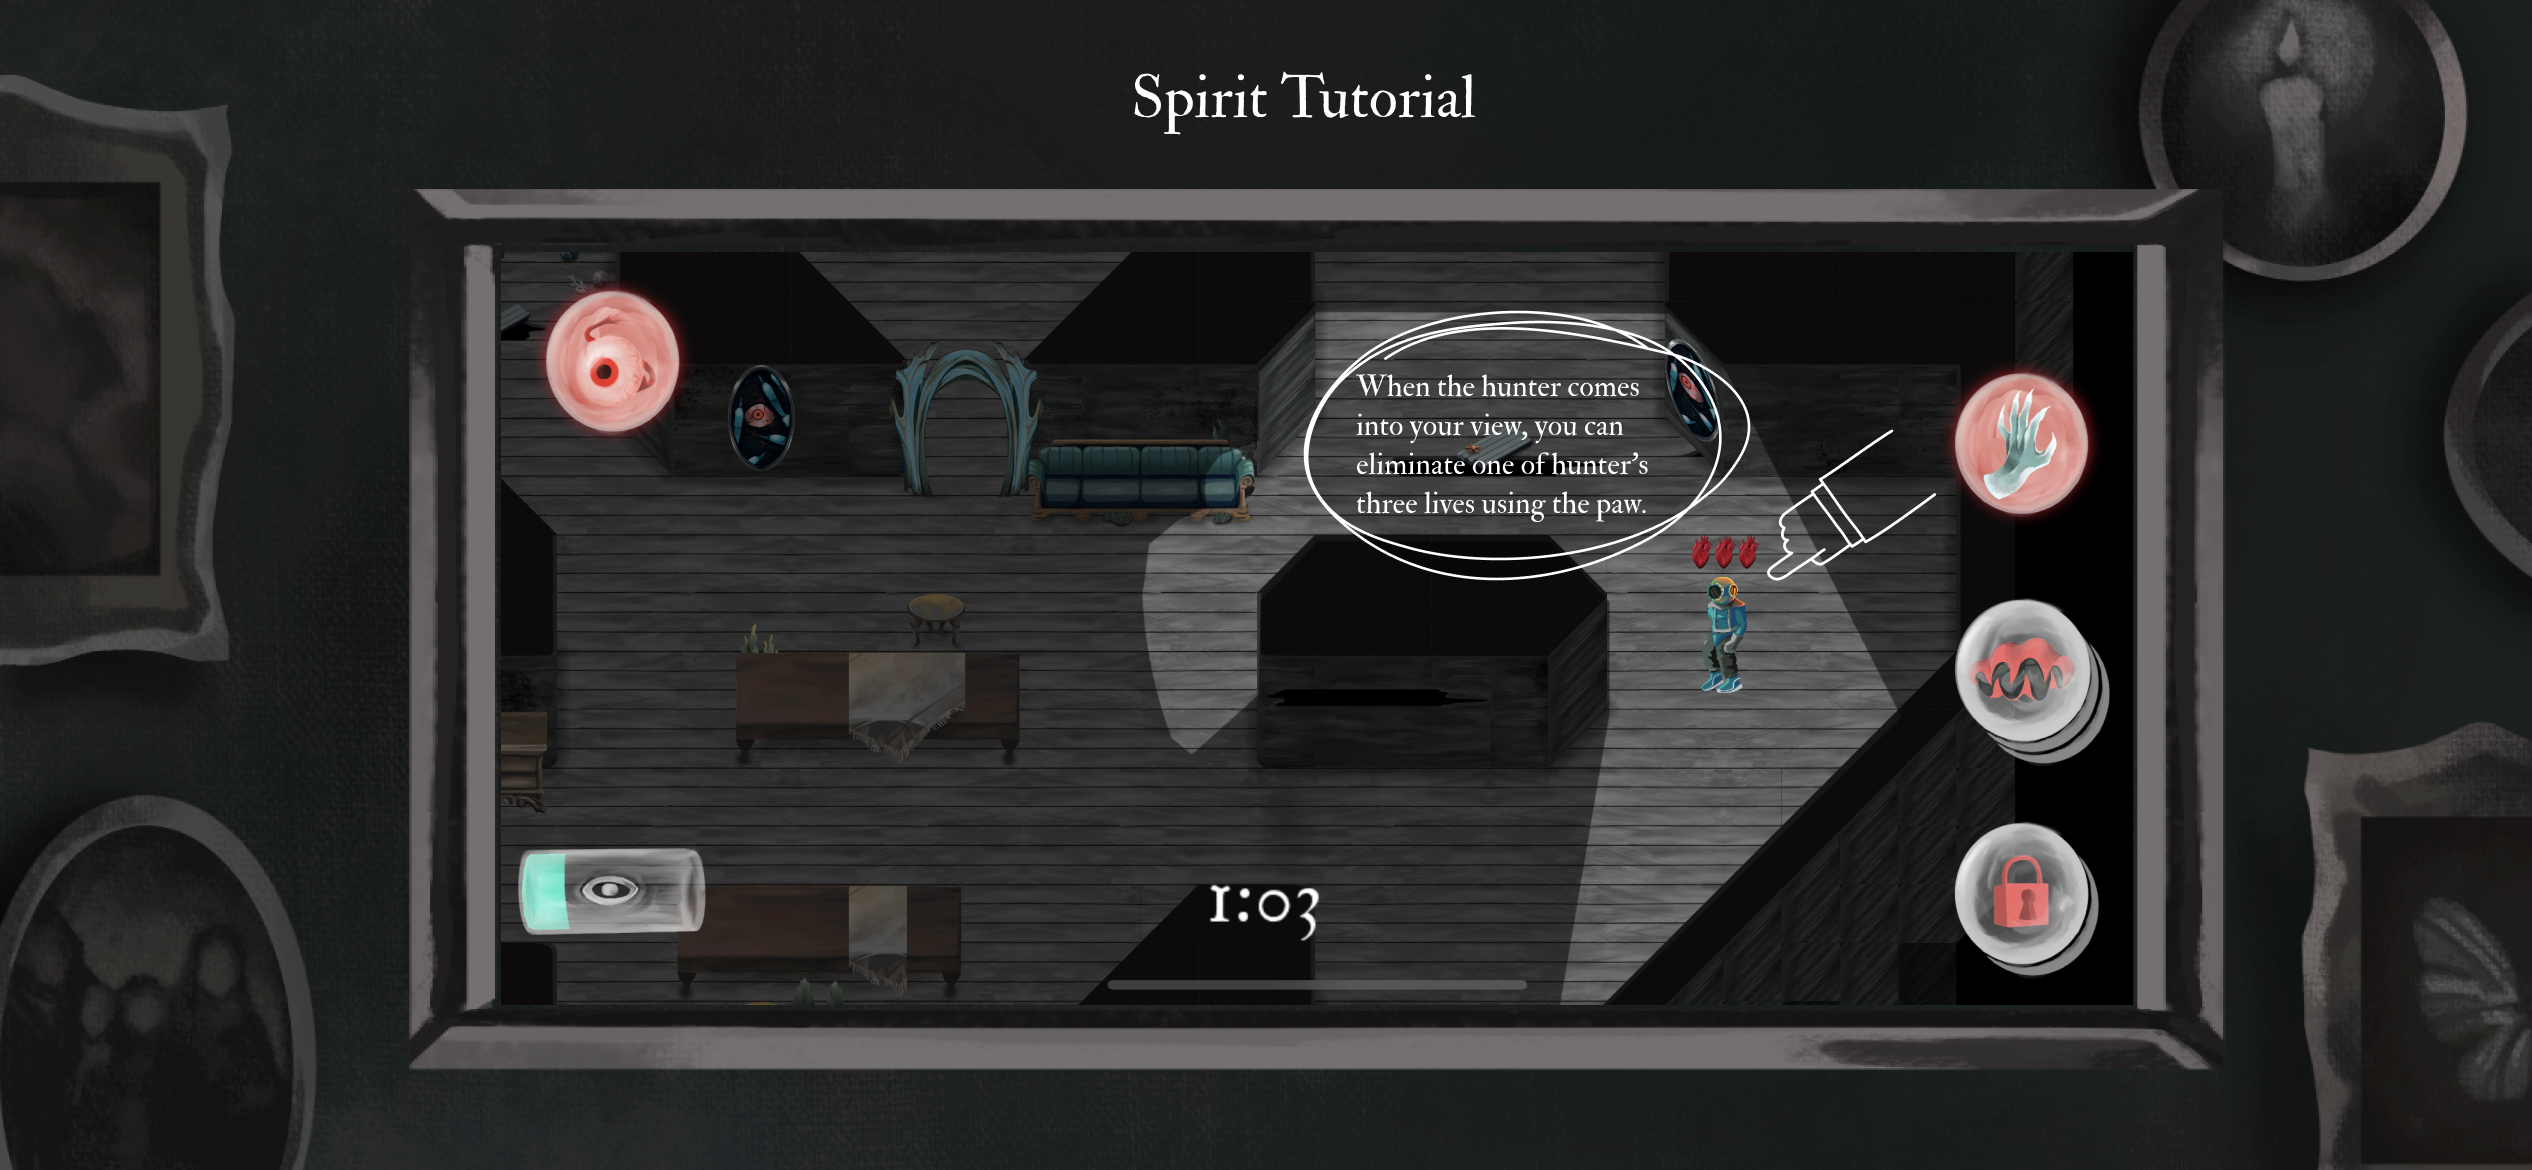 Spirit Tutorial
When the hunter comes
into your view, you can
eliminate one of hunter's
three lives using the paw.
1:03